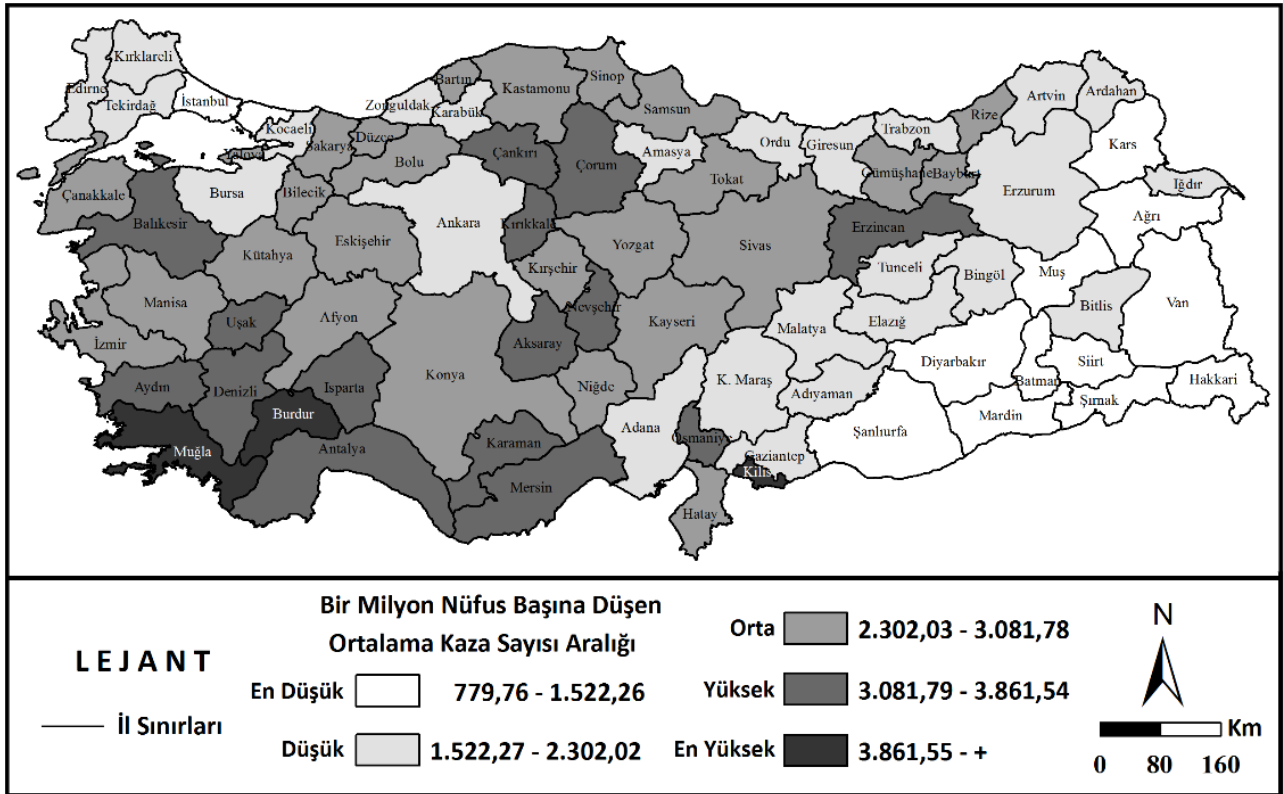 Kırklareli
Edirne
Tekirdağ
İstanbul
Kocaeli
Yalova
Sakarya
Düzce
Bolu
Zonguldak
Bartın
Karabük
Kastamonu
Sinop
Samsun
Çankırı
Çorum
Amasya
Tokat
Ordu
Giresun
Trabzon
Rize
Artvin
Ardahan
Kars
Gümüşhane
Bayburt
Erzurum
Iğdır
Ağrı
Çanakkale
Balıkesir
Bursa
Bilecik
Kütahya
Eskişehir
Ankara
Kırıkkale
Kırşehir
Yozgat
Sivas
Erzincan
Tunceli
Bingöl
Muş
Bitlis
Van
Manisa
Uşak
Afyon
İzmir
Aydın
Denizli
Isparta
Burdur
Muğla
Antalya
Konya
Aksaray
Nevşehir
Kayseri
Niğde
Karaman
Mersin
Adana
Osmaniye
Hatay
K. Maraş
Malatya
Elazığ
Adıyaman
Gaziantep
Kilis
Diyarbakır
Şanlıurfa
Mardin
Batman
Siirt
Şırnak
Hakkari
LEJANT
İl Sınırları
Bir Milyon Nüfus Başına Düşen
Ortalama Kaza Sayısı Aralığı
En Düşük 779,76 - 1.522,26
Düşük 1.522,27 - 2.302,02
Orta 2.302,03 - 3.081,78
Yüksek 3.081,79 - 3.861,54
En Yüksek 3.861,55 - +
N
Km
0 80 160